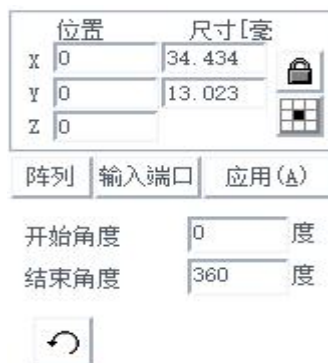 位置 尺寸[毫
X 0 34.434
Y 0 13.023
Z 0
阵列 输入端口 应用(A)
开始角度 0 度
结束角度 360 度